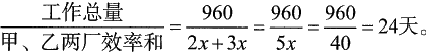 工作总量/甲、乙两厂效率和 = 960/(2x+3x) = 960/5x = 960/40 = 24天。